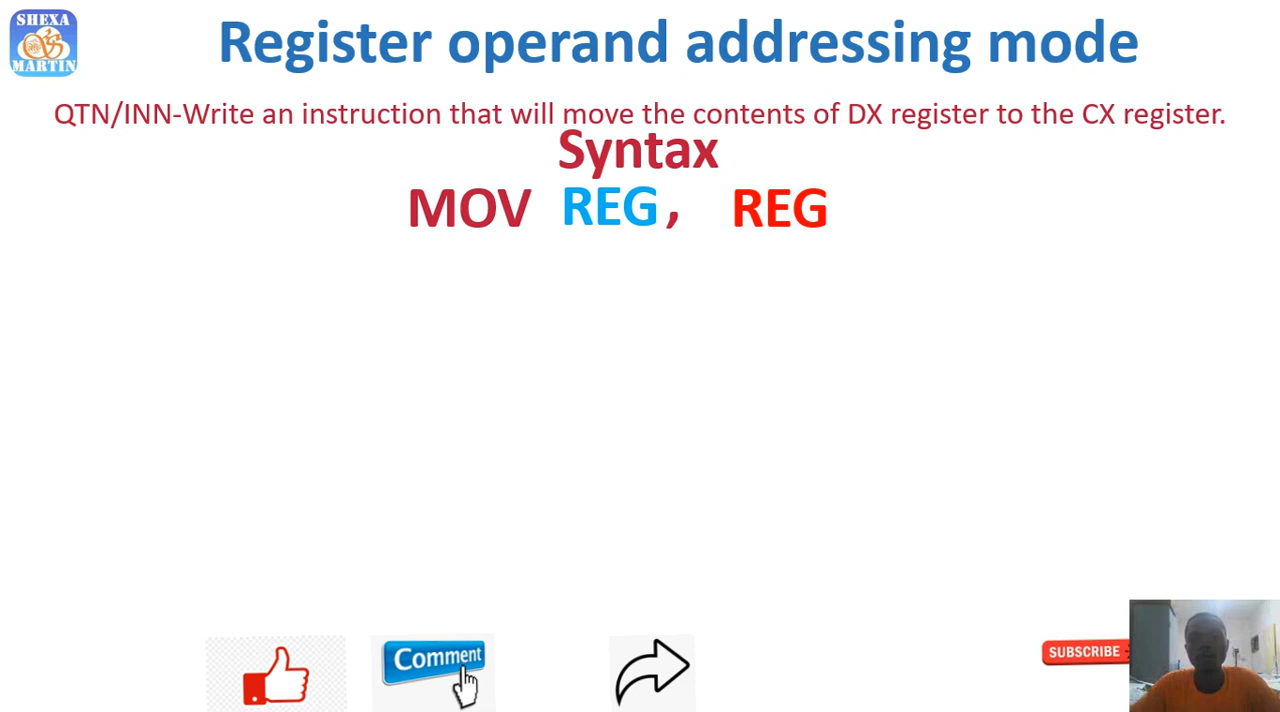 SHEXA
MARTIN
Register operand addressing mode
QTN/INN-Write an instruction that will move the contents of DX register to the CX register.
Syntax
MOV REG, REG
Comment
SUBSCRIBE